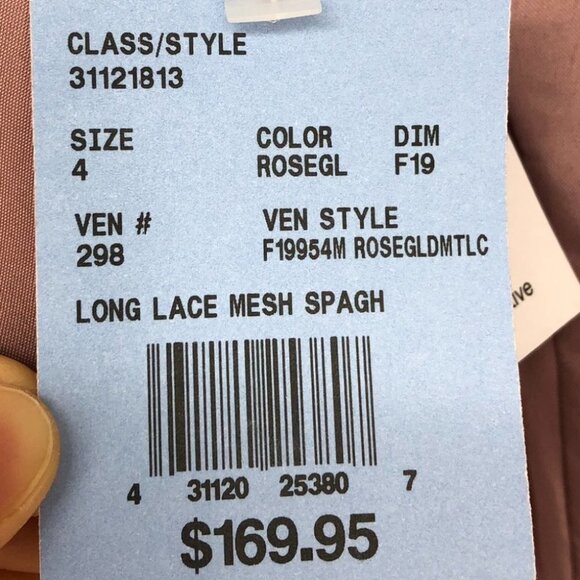 CLASS/STYLE
31121813
SIZE COLOR DIM
4 ROSEGL F19
VEN # VEN STYLE
298 F19954M ROSEGLDMTLC
LONG LACE MESH SPAGH
4 31120 25380 7
$169.95